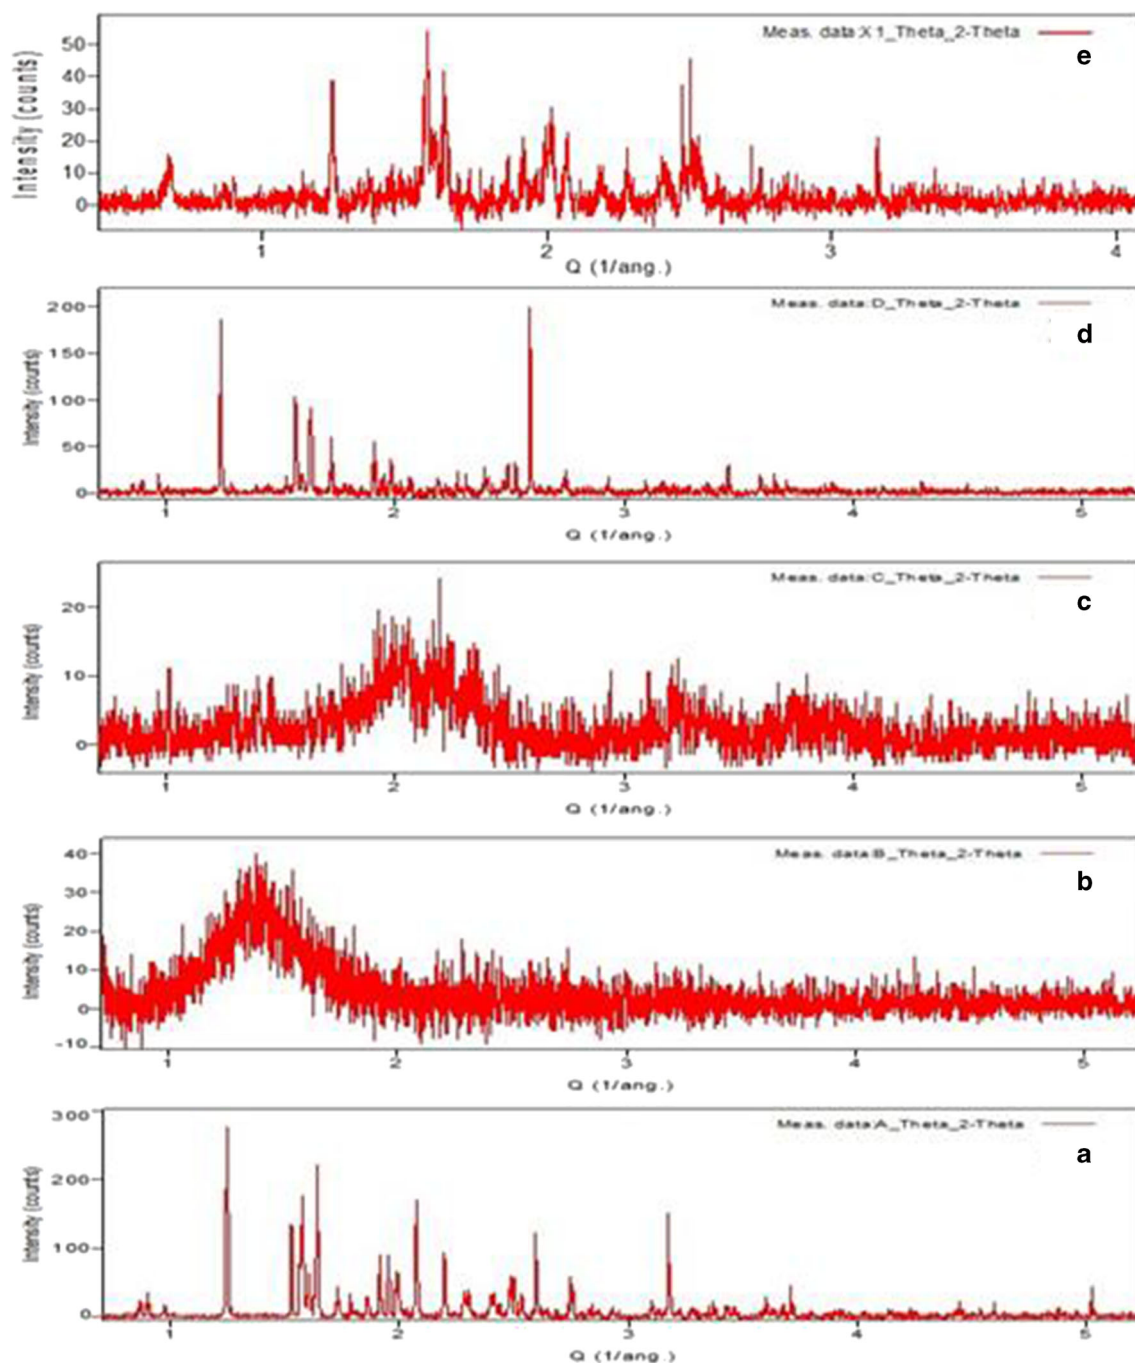 Meas. data:X1_Theta_2-Theta
e
Intensity (counts)
50
40
30
20
10
0
1 2 3 4
Q (1/ang.)
Meas. data:D_Theta_2-Theta
d
Intensity (counts)
200
150
100
50
0
1 2 3 4 5
Q (1/ang.)
Meas. data:C_Theta_2-Theta
c
Intensity (counts)
20
10
0
1 2 3 4 5
Q (1/ang.)
Meas. data:B_Theta_2-Theta
b
Intensity (counts)
40
30
20
10
0
-10
1 2 3 4 5
Q (1/ang.)
Meas. data:A_Theta_2-Theta
a
Intensity (counts)
300
200
100
0
1 2 3 4 5
Q (1/ang.)